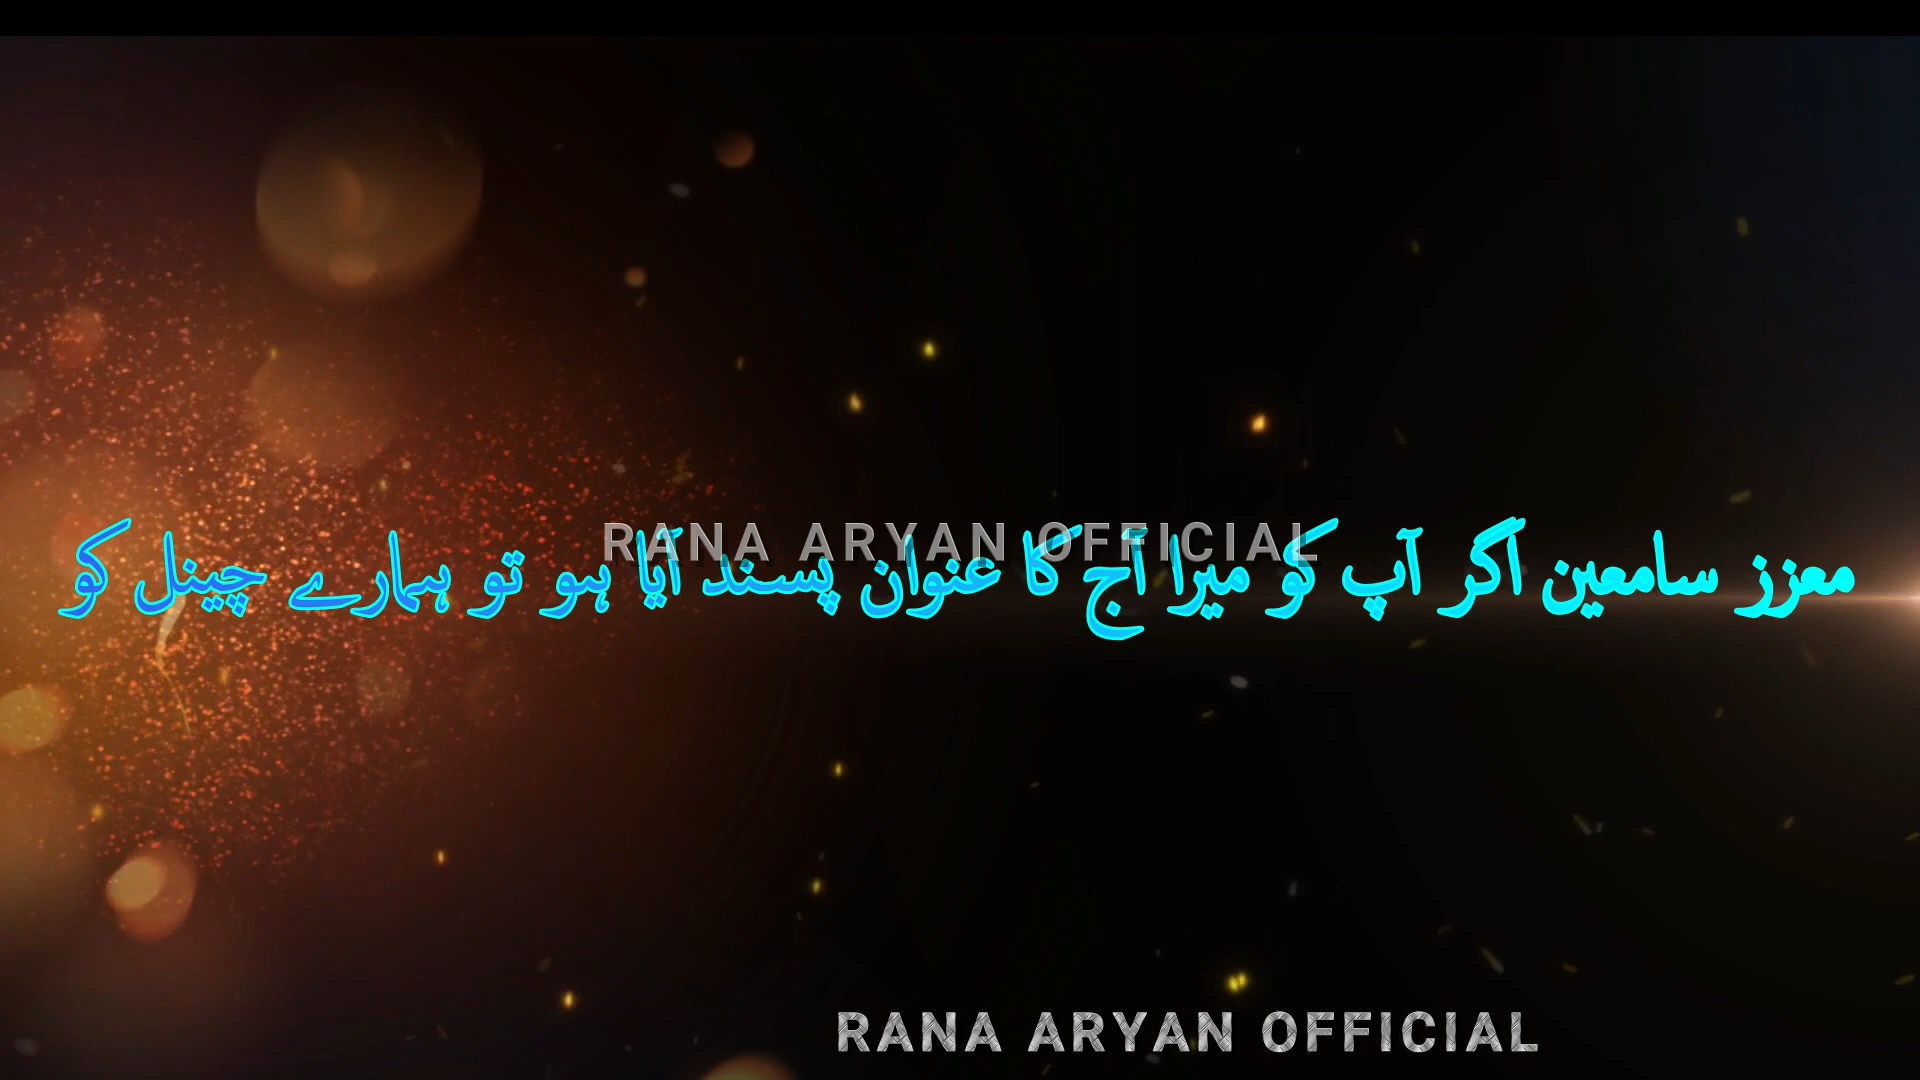 RANA ARYAN OFFICIAL
معزز سامعین اگر آپ کو میرا آج کا عنوان پسند آیا ہو تو ہمارے چینل کو
RANA ARYAN OFFICIAL